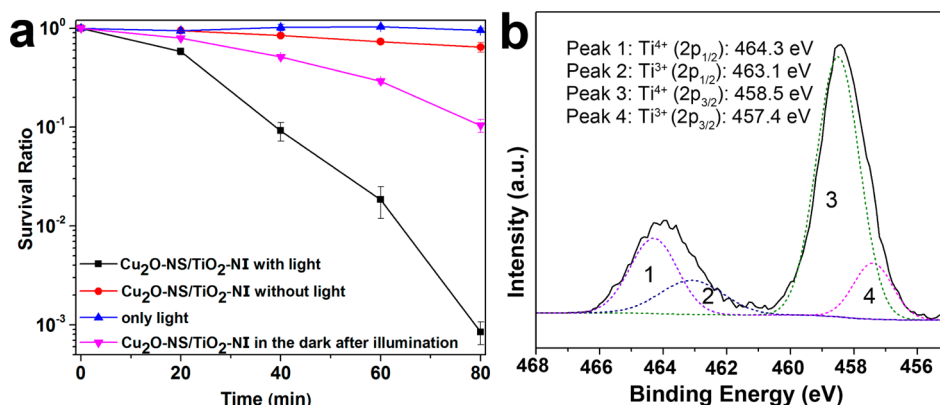 a
Survival Ratio
10⁰
10⁻¹
10⁻²
10⁻³
Cu₂O-NS/TiO₂-NI with light
Cu₂O-NS/TiO₂-NI without light
only light
Cu₂O-NS/TiO₂-NI in the dark after illumination
0 20 40 60 80
Time (min)
b
Intensity (a.u.)
Peak 1: Ti⁴⁺ (2p₁/₂): 464.3 eV
Peak 2: Ti³⁺ (2p₁/₂): 463.1 eV
Peak 3: Ti⁴⁺ (2p₃/₂): 458.5 eV
Peak 4: Ti³⁺ (2p₃/₂): 457.4 eV
1
2
3
4
468 466 464 462 460 458 456
Binding Energy (eV)